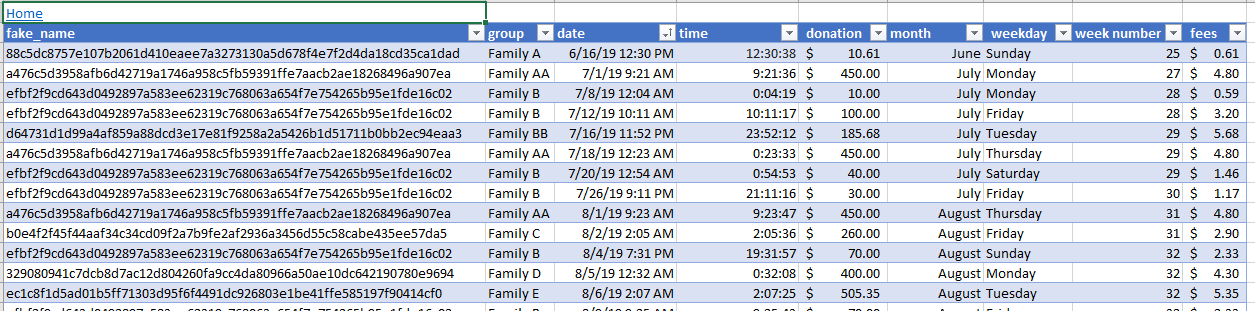 Home
fake_name group date time donation month weekday week number fees
88c5dc8757e107b2061d410eaee7a3273130a5d678f4e7f2d4da18cd35ca1dad Family A 6/16/19 12:30 PM 12:30:38 $ 10.61 June Sunday 25 $ 0.61
a476c5d3958afb6d42719a1746a958c5fb59391ffe7aacb2ae18268496a907ea Family AA 7/1/19 9:21 AM 9:21:36 $ 450.00 July Monday 27 $ 4.80
efbf2f9cd643d0492897a583ee62319c768063a654f7e754265b95e1fde16c02 Family B 7/8/19 12:04 AM 0:04:19 $ 10.00 July Monday 28 $ 0.59
efbf2f9cd643d0492897a583ee62319c768063a654f7e754265b95e1fde16c02 Family B 7/12/19 10:11 AM 10:11:17 $ 100.00 July Friday 28 $ 3.20
d64731d1d99a4af859a88dcd3e17e81f9258a2a5426b1d51711b0bb2ec94eaa3 Family BB 7/16/19 11:52 PM 23:52:12 $ 185.68 July Tuesday 29 $ 5.68
a476c5d3958afb6d42719a1746a958c5fb59391ffe7aacb2ae18268496a907ea Family AA 7/18/19 12:23 AM 0:23:33 $ 450.00 July Thursday 29 $ 4.80
efbf2f9cd643d0492897a583ee62319c768063a654f7e754265b95e1fde16c02 Family B 7/20/19 12:54 AM 0:54:53 $ 40.00 July Saturday 29 $ 1.46
efbf2f9cd643d0492897a583ee62319c768063a654f7e754265b95e1fde16c02 Family B 7/26/19 9:11 PM 21:11:16 $ 30.00 July Friday 30 $ 1.17
a476c5d3958afb6d42719a1746a958c5fb59391ffe7aacb2ae18268496a907ea Family AA 8/1/19 9:23 AM 9:23:47 $ 450.00 August Thursday 31 $ 4.80
b0e4f2f45f44aaf34c34cd09f2a7b9fe2af2936a3456d55c58cabe435ee57da5 Family C 8/2/19 2:05 AM 2:05:36 $ 260.00 August Friday 31 $ 2.90
efbf2f9cd643d0492897a583ee62319c768063a654f7e754265b95e1fde16c02 Family B 8/4/19 7:31 PM 19:31:57 $ 70.00 August Sunday 32 $ 2.33
329080941c7dcb8d7ac12d804260fa9cc4da80966a50ae10dc642190780e9694 Family D 8/5/19 12:32 AM 0:32:08 $ 400.00 August Monday 32 $ 4.30
ec1c8f1d5ad01b5ff71303d95f6f4491dc926803e1be41ffe585197f90414cf0 Family E 8/6/19 2:07 AM 2:07:25 $ 505.35 August Tuesday 32 $ 5.35